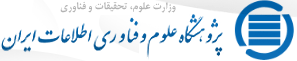 وزارت علوم، تحقیقات و فناوری
پژوهشگاه علوم و فناوری اطلاعات ایران